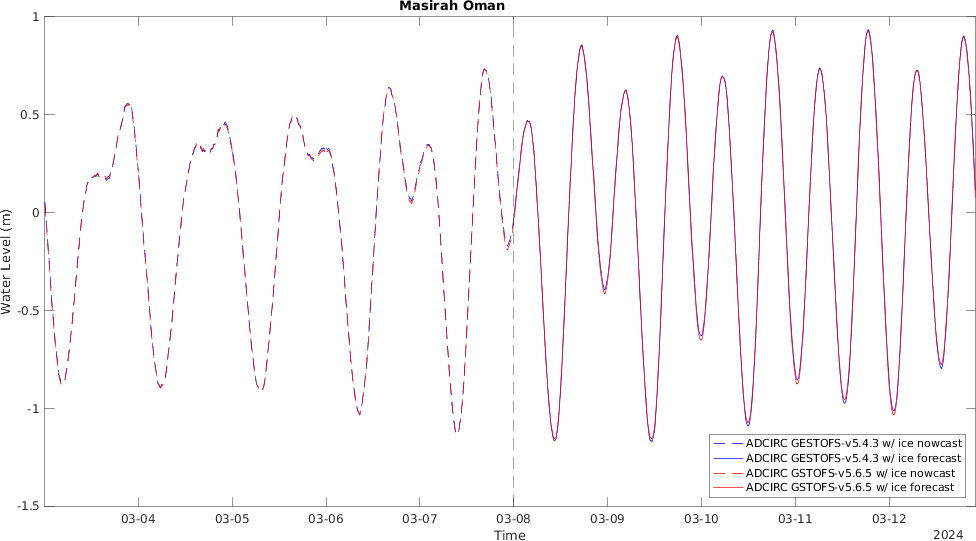 Masirah Oman
1
0.5
0
-0.5
-1
-1.5
Water Level (m)
03-04 03-05 03-06 03-07 03-08 03-09 03-10 03-11 03-12
Time
2024
ADCIRC GESTOFS-v5.4.3 w/ ice nowcast
ADCIRC GESTOFS-v5.4.3 w/ ice forecast
ADCIRC GSTOFS-v5.6.5 w/ ice nowcast
ADCIRC GSTOFS-v5.6.5 w/ ice forecast